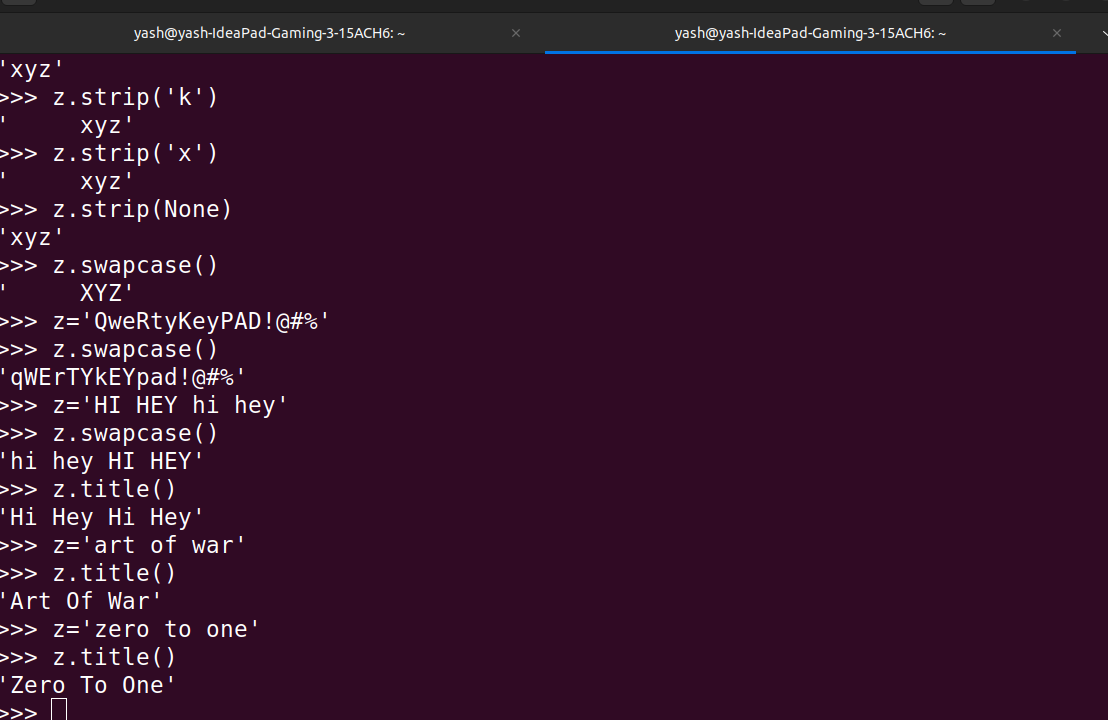 yash@yash-IdeaPad-Gaming-3-15ACH6: ~ × yash@yash-IdeaPad-Gaming-3-15ACH6: ~ ×
'xyz'
>>> z.strip('k')
'     xyz'
>>> z.strip('x')
'     xyz'
>>> z.strip(None)
'xyz'
>>> z.swapcase()
'     XYZ'
>>> z='QweRtyKeyPAD!@#%'
>>> z.swapcase()
'qWErTYkEYpad!@#%'
>>> z='HI HEY hi hey'
>>> z.swapcase()
'hi hey HI HEY'
>>> z.title()
'Hi Hey Hi Hey'
>>> z='art of war'
>>> z.title()
'Art Of War'
>>> z='zero to one'
>>> z.title()
'Zero To One'
>>>